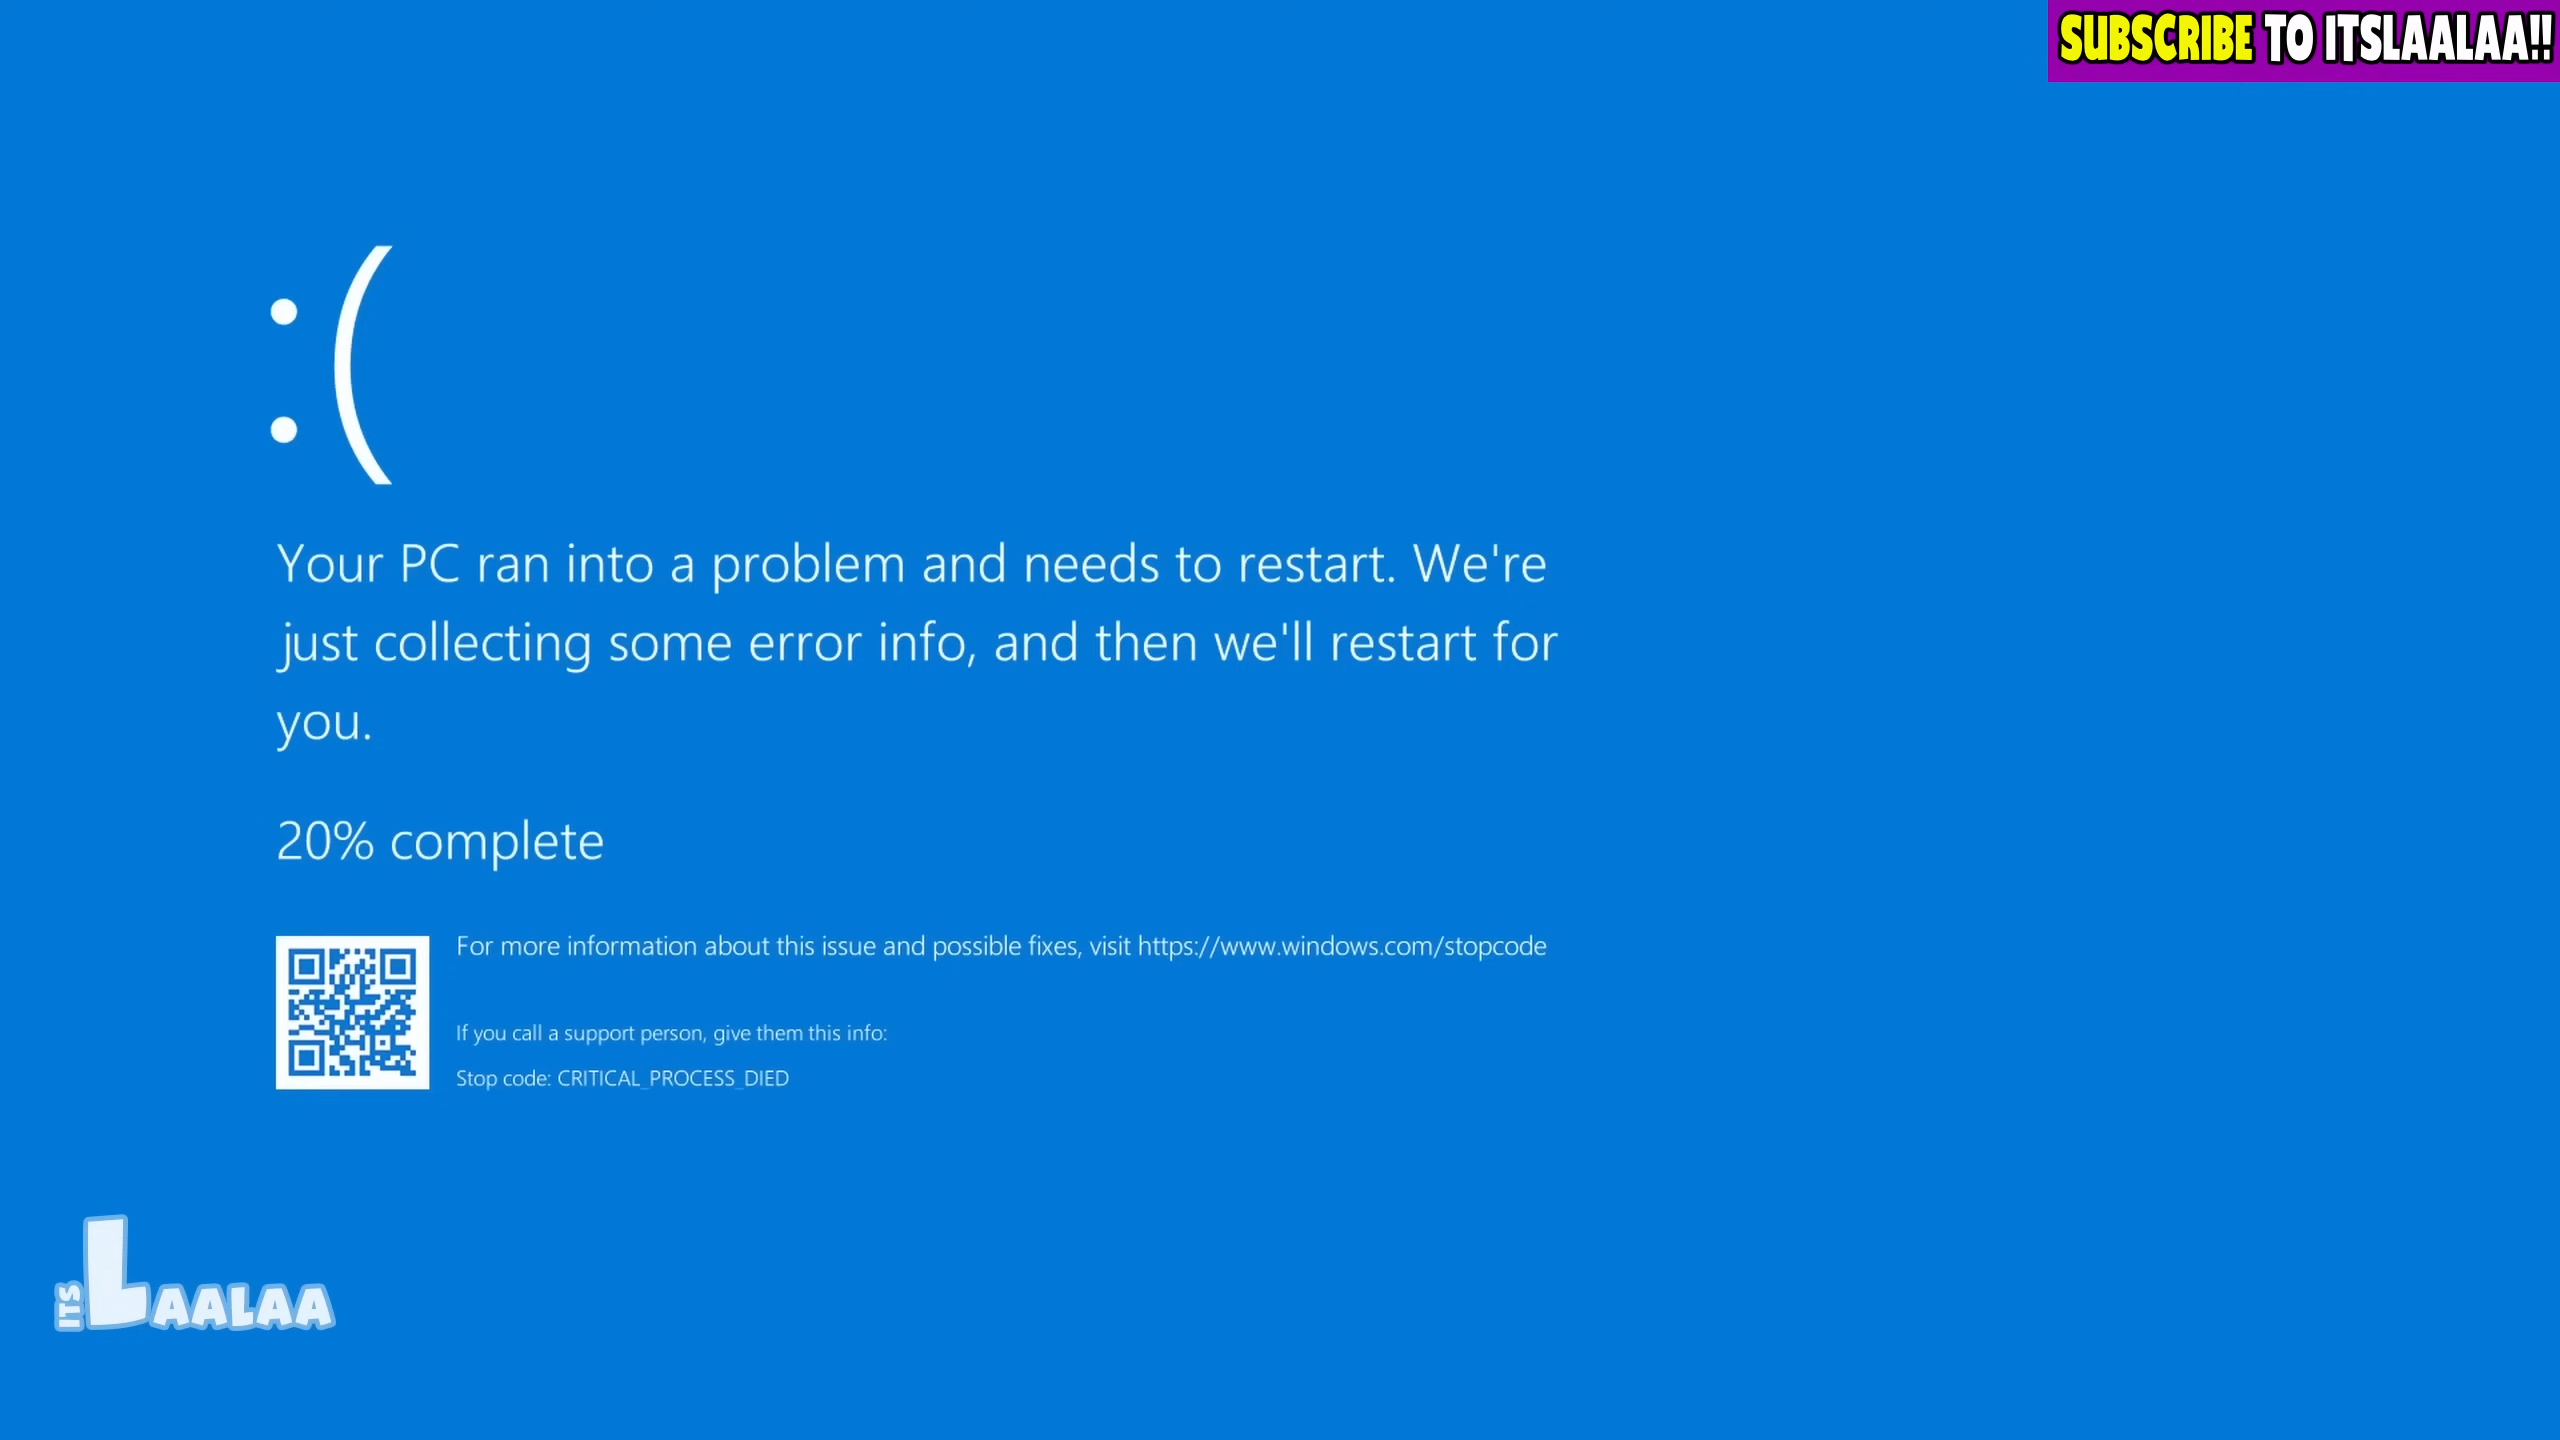 SUBSCRIBE TO ITSLAALAA!!
:(
Your PC ran into a problem and needs to restart. We're
just collecting some error info, and then we'll restart for
you.
20% complete
For more information about this issue and possible fixes, visit https://www.windows.com/stopcode
If you call a support person, give them this info:
Stop code: CRITICAL_PROCESS_DIED
ITS LAALAA